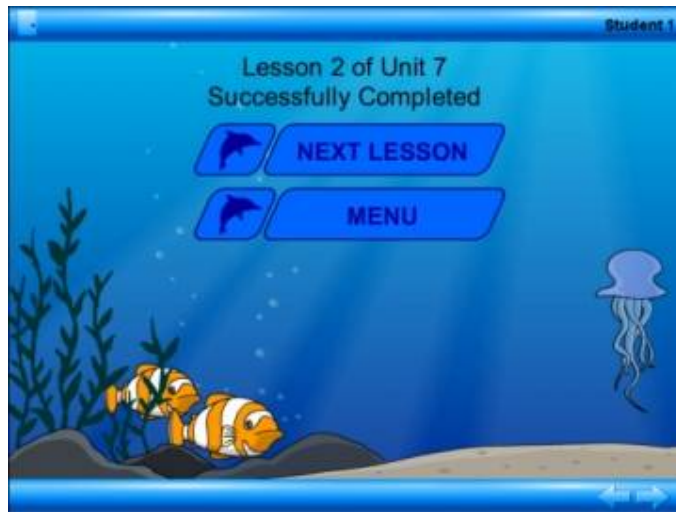 Student 1
Lesson 2 of Unit 7
Successfully Completed
NEXT LESSON
MENU